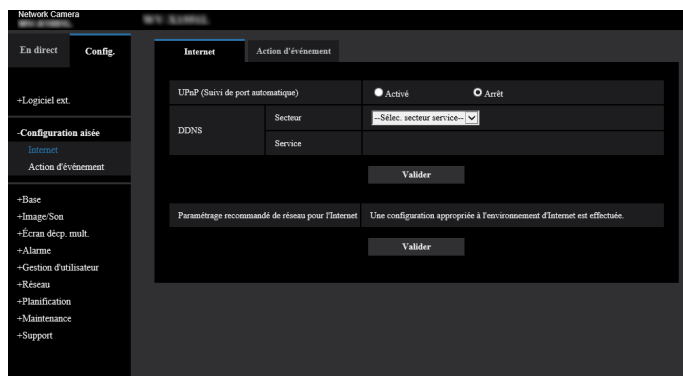 Network Camera
En direct
Config.
Internet
Action d'événement
+Logiciel ext.
-Configuration aisée
Internet
Action d'événement
+Base
+Image/Son
+Écran décp. mult.
+Alarme
+Gestion d'utilisateur
+Réseau
+Planification
+Maintenance
+Support
UPnP (Suivi de port automatique)
Activé
Arrêt
DDNS
Secteur
--Sélec. secteur service--
Service
Valider
Paramétrage recommandé de réseau pour l'Internet
Une configuration appropriée à l'environnement d'Internet est effectuée.
Valider